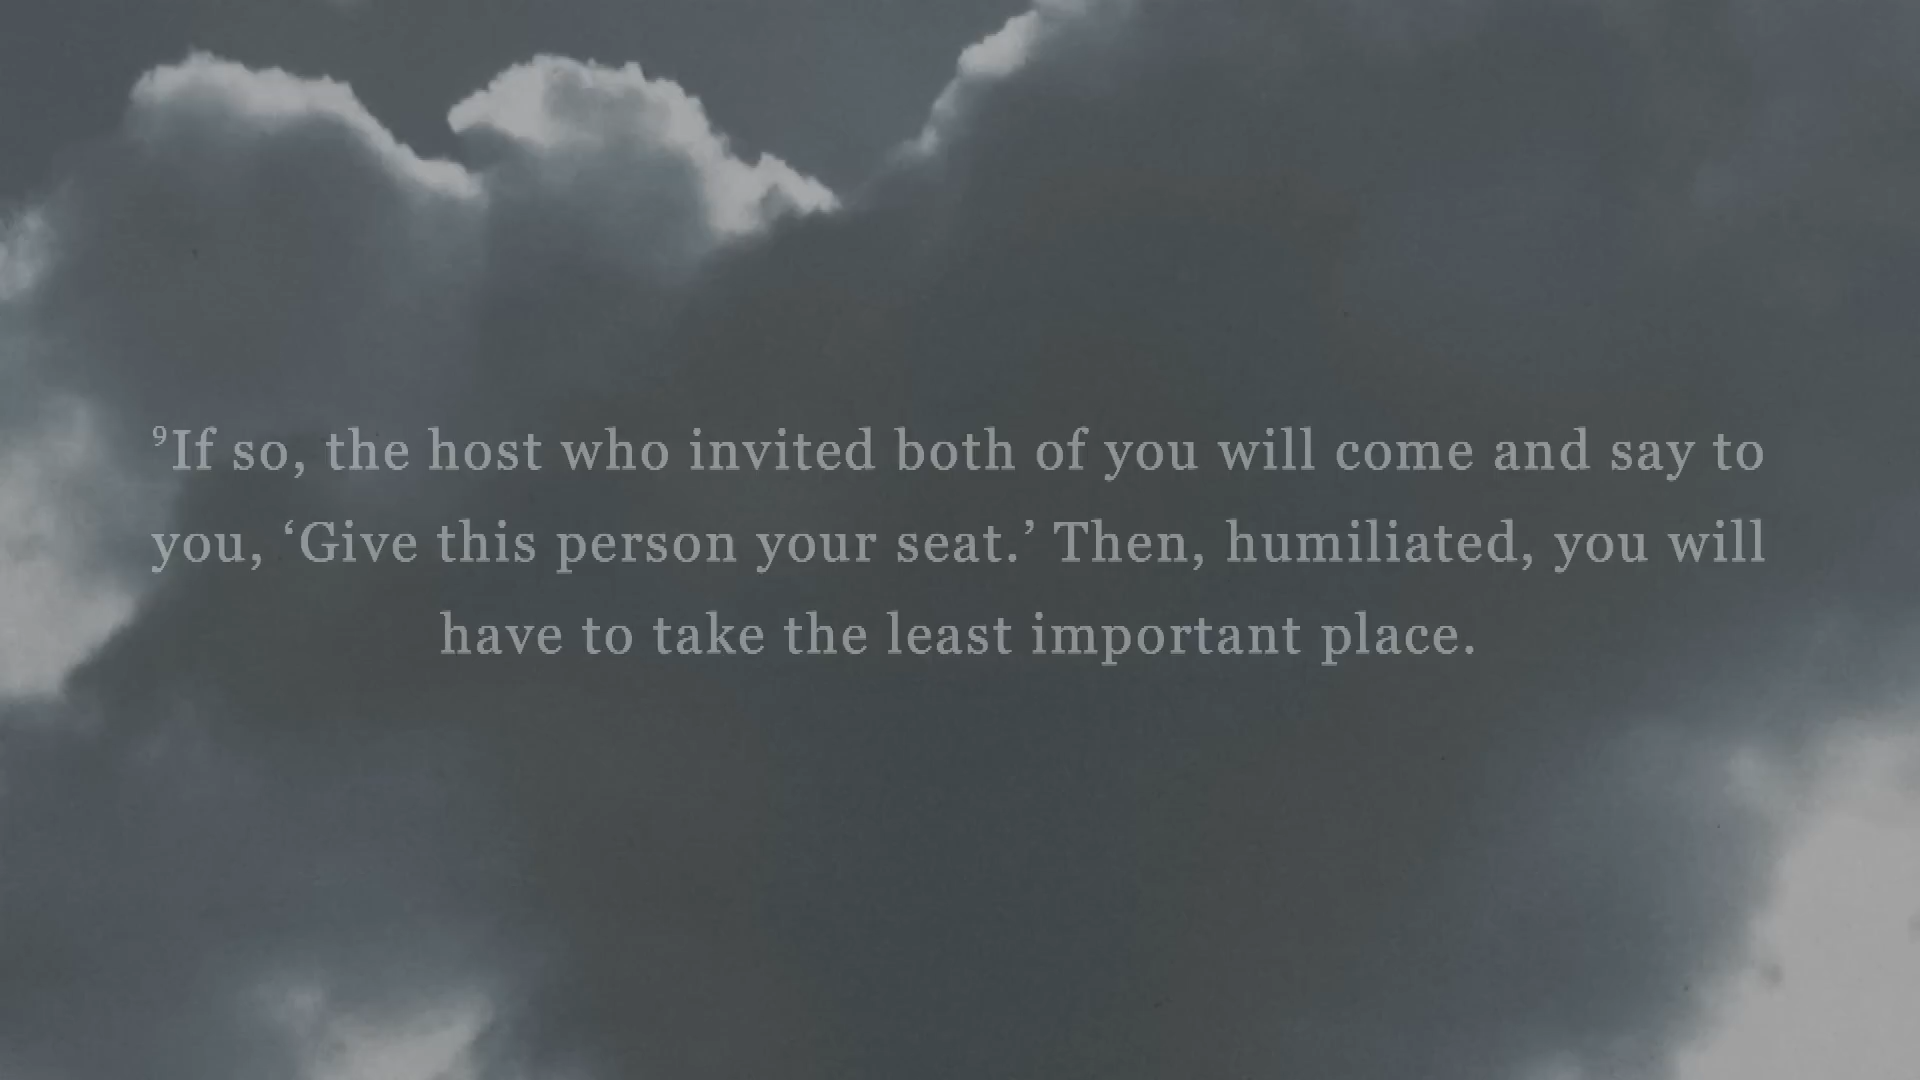 ⁹If so, the host who invited both of you will come and say to
you, ‘Give this person your seat.’ Then, humiliated, you will
have to take the least important place.